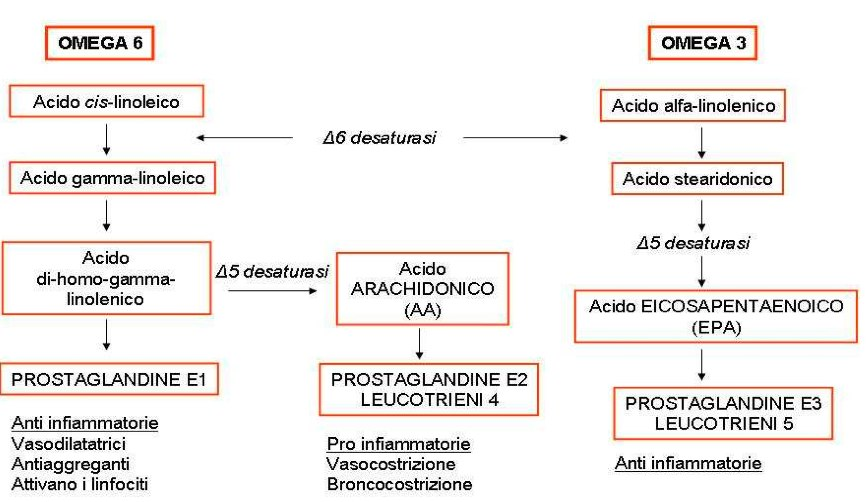 OMEGA 6
OMEGA 3
Acido cis-linoleico
Acido alfa-linolenico
Δ6 desaturasi
Acido gamma-linoleico
Acido stearidonico
Acido
di-homo-gamma-
linolenico
Δ5 desaturasi
Acido
ARACHIDONICO
(AA)
Δ5 desaturasi
Acido EICOSAPENTAENOICO
(EPA)
PROSTAGLANDINE E1
PROSTAGLANDINE E2
LEUCOTRIENI 4
PROSTAGLANDINE E3
LEUCOTRIENI 5
Anti infiammatorie
Vasodilatatrici
Antiaggreganti
Attivano i linfociti
Pro infiammatorie
Vasocostrizione
Broncocostrizione
Anti infiammatorie